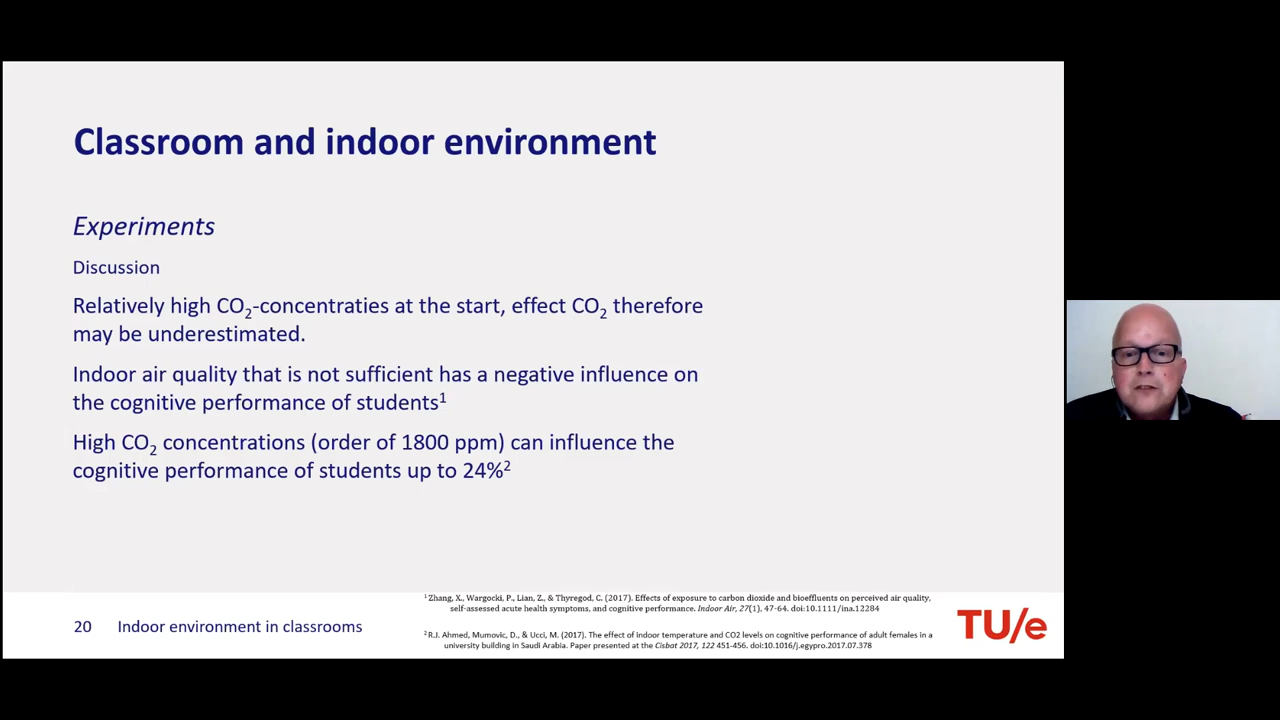 Classroom and indoor environment
Experiments
Discussion
Relatively high CO2-concentraties at the start, effect CO2 therefore
may be underestimated.
Indoor air quality that is not sufficient has a negative influence on
the cognitive performance of students1
High CO2 concentrations (order of 1800 ppm) can influence the
cognitive performance of students up to 24%2
1 Zhang, X., Wargocki, P., Lian, Z., & Thyregod, C. (2017). Effects of exposure to carbon dioxide and bioeffluents on perceived air quality,
self-assessed acute health symptoms, and cognitive performance. Indoor Air, 27(1), 47-64. doi:10.1111/ina.12284
2 R.J. Ahmed, Mumovic, D., & Ucci, M. (2017). The effect of indoor temperature and CO2 levels on cognitive performance of adult females in a
university building in Saudi Arabia. Paper presented at the Cisbat 2017, 122 451-456. doi:10.1016/j.egypro.2017.07.378
20 Indoor environment in classrooms
TU/e